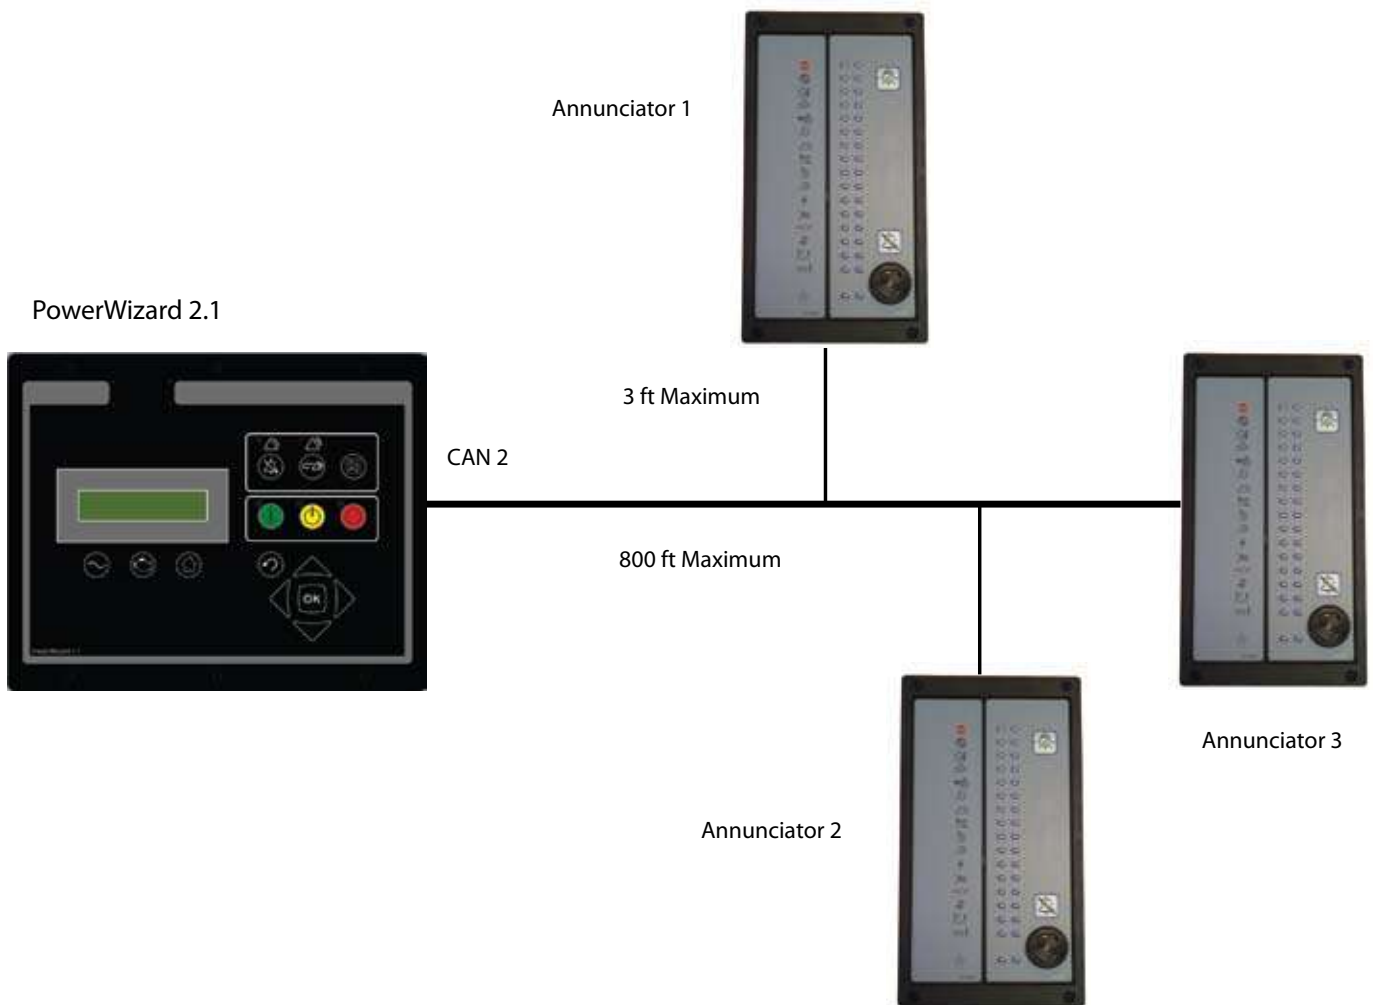 Annunciator 1
PowerWizard 2.1
3 ft Maximum
CAN 2
OK
800 ft Maximum
Annunciator 3
Annunciator 2